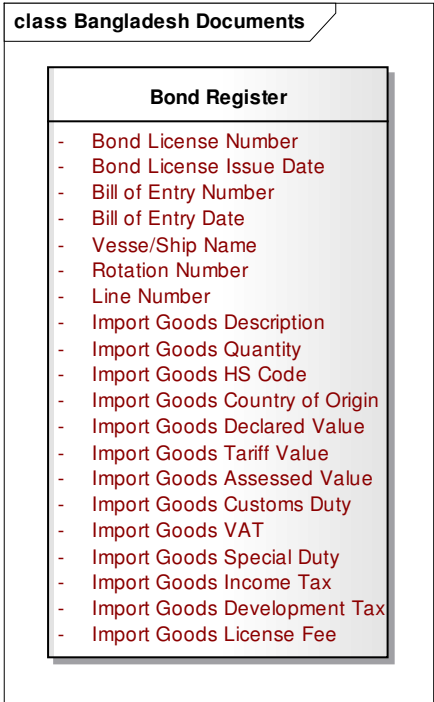 class Bangladesh Documents
Bond Register
- Bond License Number
- Bond License Issue Date
- Bill of Entry Number
- Bill of Entry Date
- Vesse/Ship Name
- Rotation Number
- Line Number
- Import Goods Description
- Import Goods Quantity
- Import Goods HS Code
- Import Goods Country of Origin
- Import Goods Declared Value
- Import Goods Tariff Value
- Import Goods Assessed Value
- Import Goods Customs Duty
- Import Goods VAT
- Import Goods Special Duty
- Import Goods Income Tax
- Import Goods Development Tax
- Import Goods License Fee